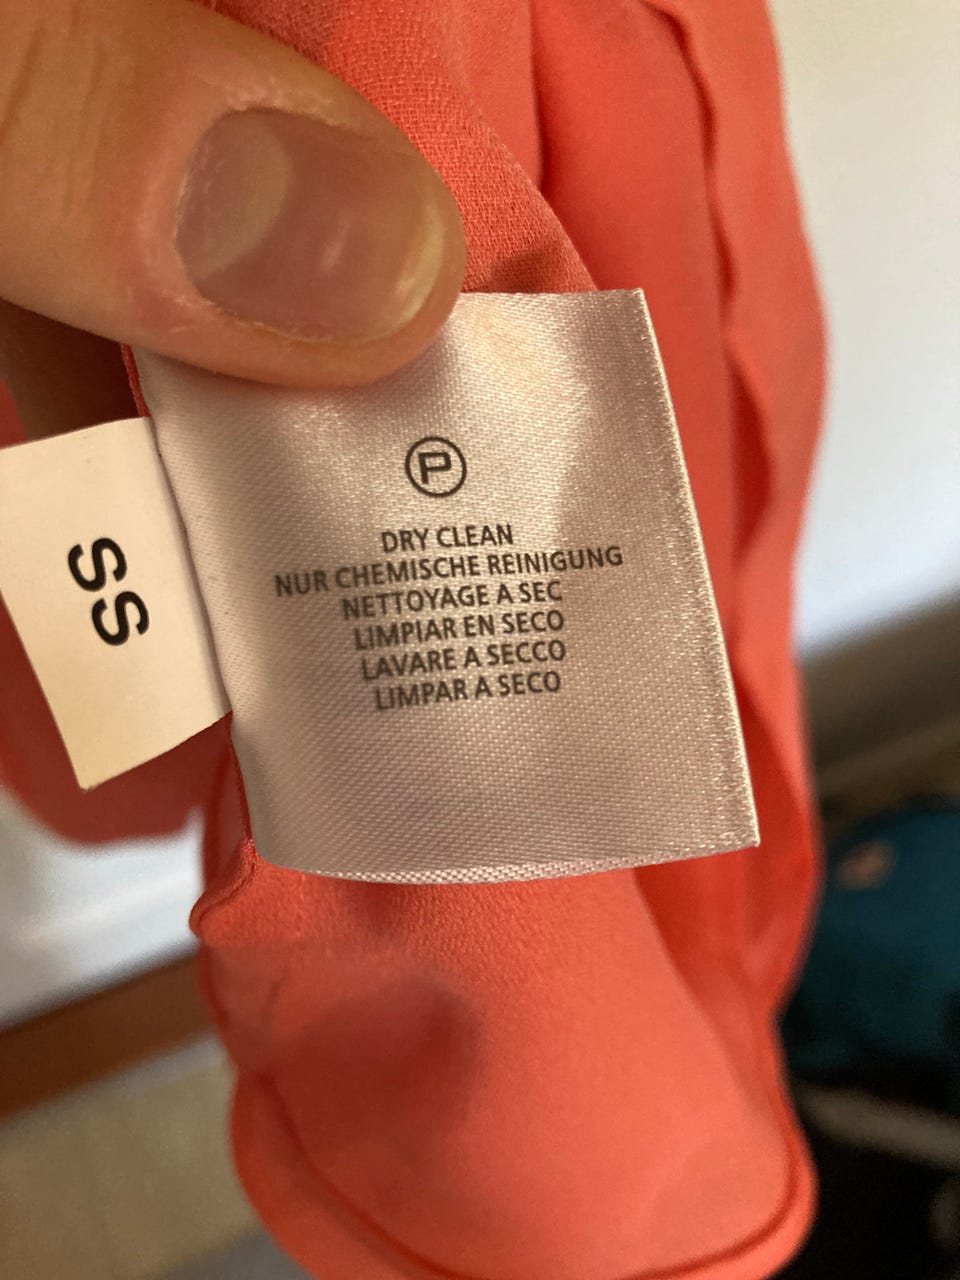 P
DRY CLEAN
NUR CHEMISCHE REINIGUNG
NETTOYAGE A SEC
LIMPIAR EN SECO
LAVARE A SECCO
LIMPAR A SECO
SS